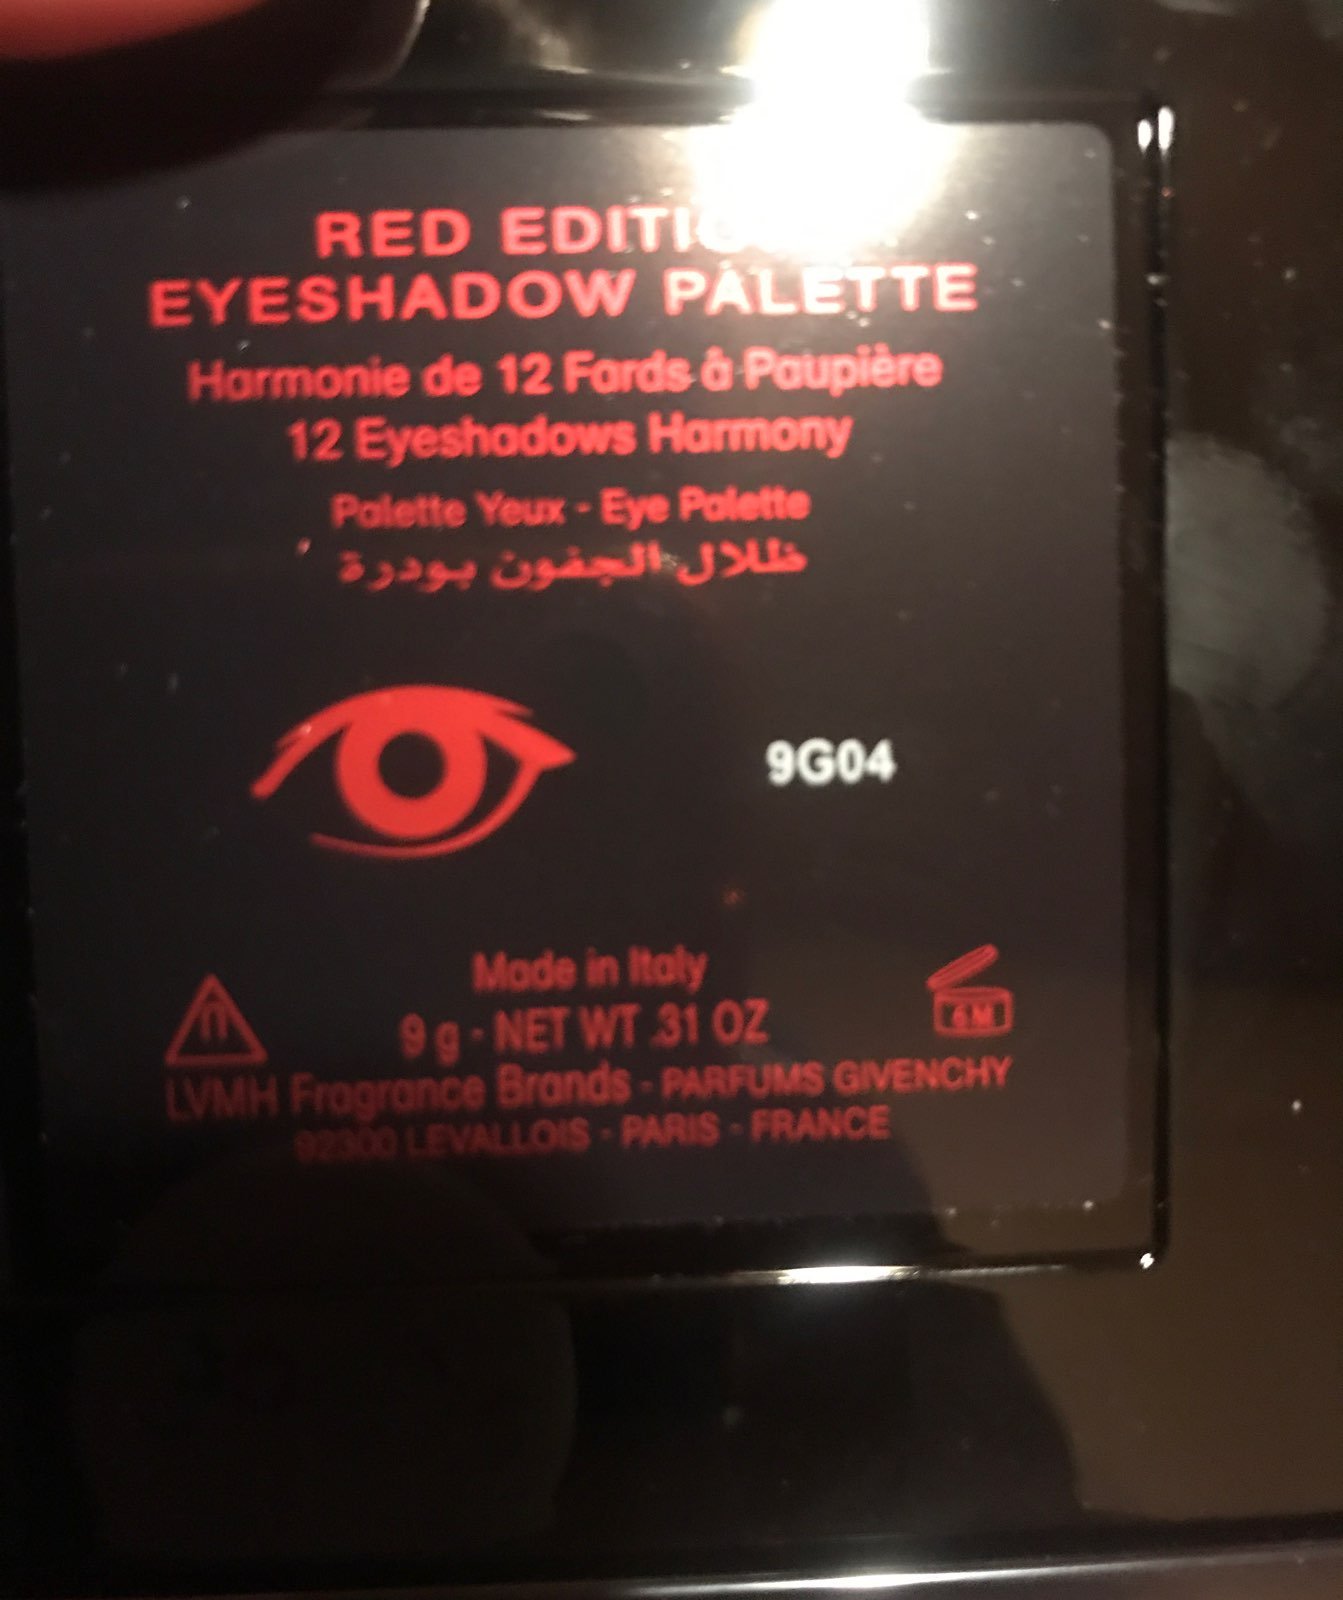 RED EDITION
EYESHADOW PALETTE
Harmonie de 12 Fards à Paupière
12 Eyeshadows Harmony
Palette Yeux - Eye Palette
ظلال الجفون بودرة
9G04
Made in Italy
9 g - NET WT .31 OZ
6M
LVMH Fragrance Brands - PARFUMS GIVENCHY
92300 LEVALLOIS - PARIS - FRANCE